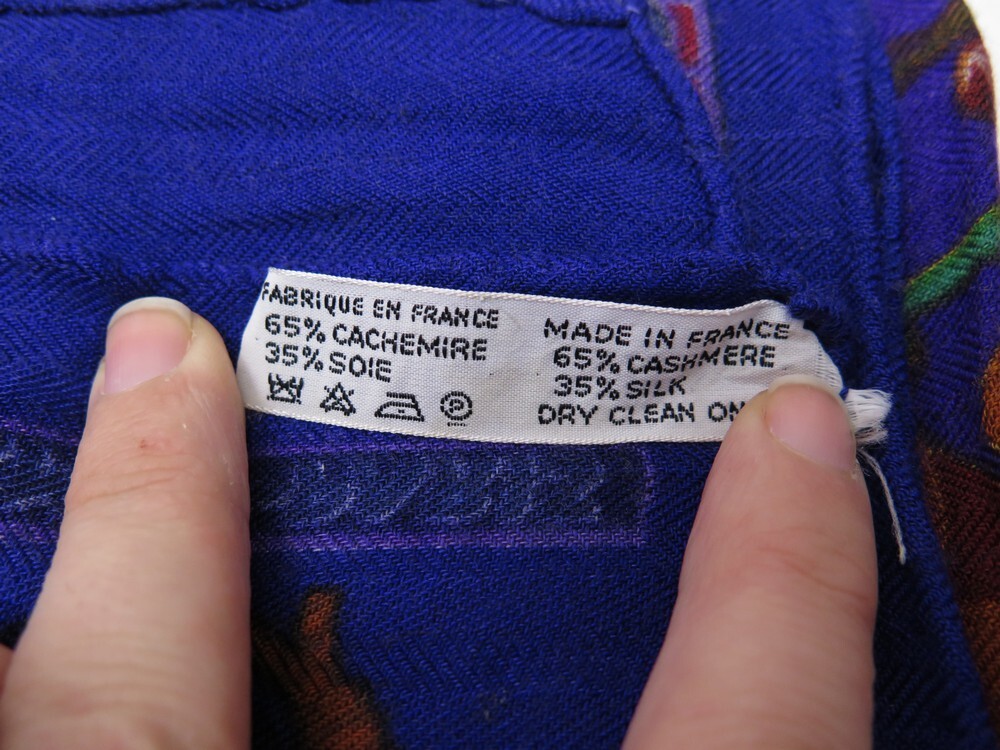 FABRIQUE EN FRANCE
65% CACHEMIRE
35% SOIE
P
MADE IN FRANCE
65% CASHMERE
35% SILK
DRY CLEAN